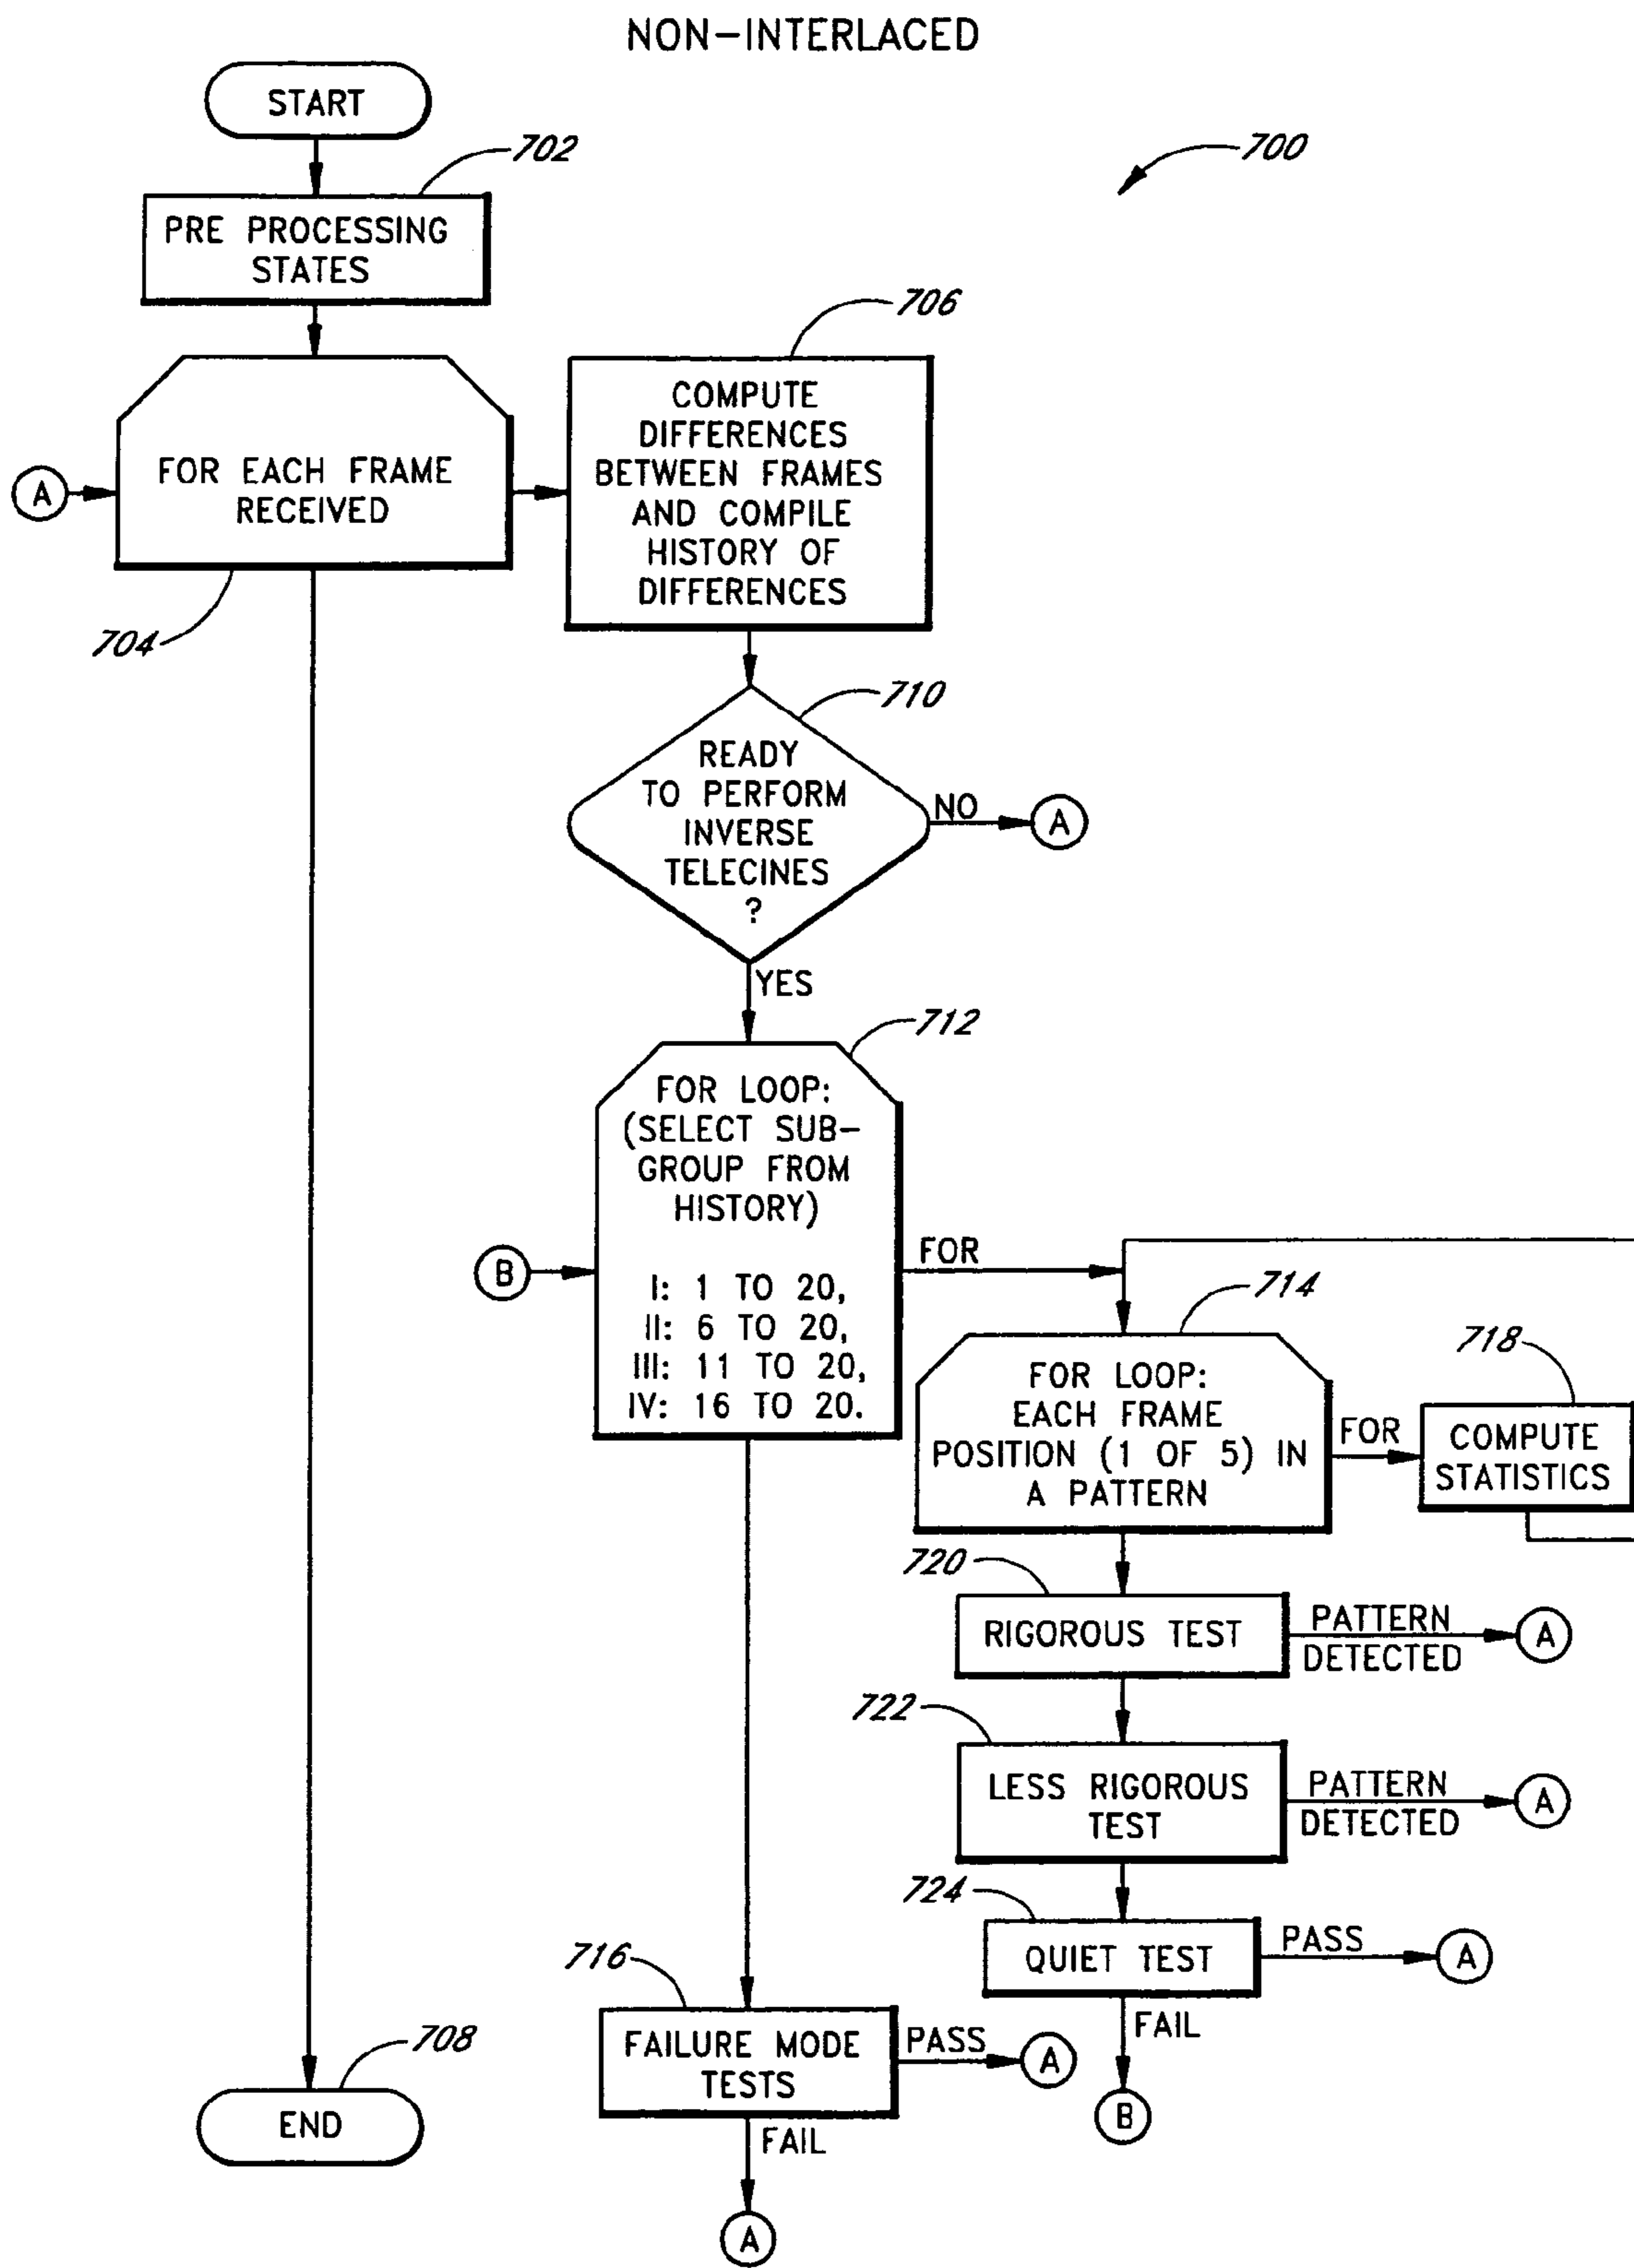 NON-INTERLACED
START
702
700
PRE PROCESSING
STATES
706
COMPUTE
DIFFERENCES
BETWEEN FRAMES
AND COMPILE
HISTORY OF
DIFFERENCES
A
FOR EACH FRAME
RECEIVED
704
710
READY
TO PERFORM
INVERSE
TELECINES
?
NO
A
YES
712
FOR LOOP:
(SELECT SUB-
GROUP FROM
HISTORY)
B
I: 1 TO 20,
II: 6 TO 20,
III: 11 TO 20,
IV: 16 TO 20.
FOR
714
FOR LOOP:
EACH FRAME
POSITION (1 OF 5) IN
A PATTERN
FOR
718
COMPUTE
STATISTICS
720
RIGOROUS TEST
PATTERN
DETECTED
A
722
LESS RIGOROUS
TEST
PATTERN
DETECTED
A
724
QUIET TEST
PASS
A
FAIL
B
716
FAILURE MODE
TESTS
PASS
A
FAIL
A
708
END